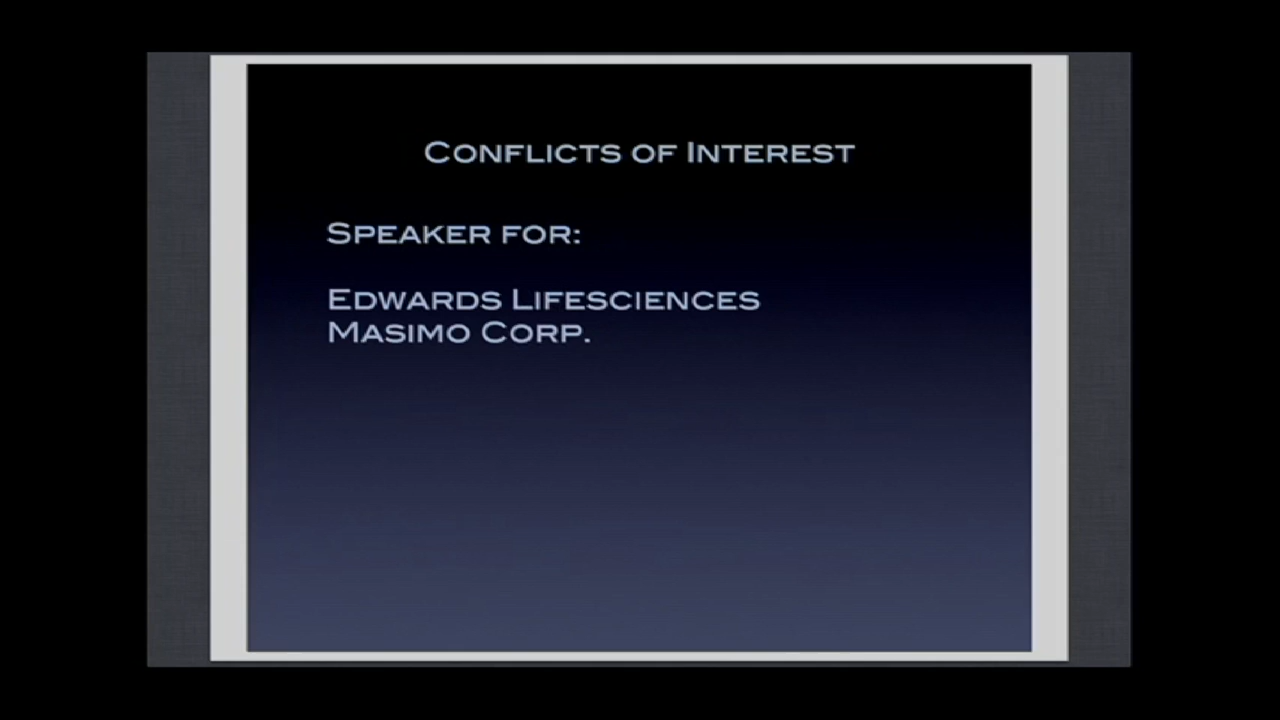 Conflicts of Interest
Speaker for:
Edwards Lifesciences
Masimo Corp.